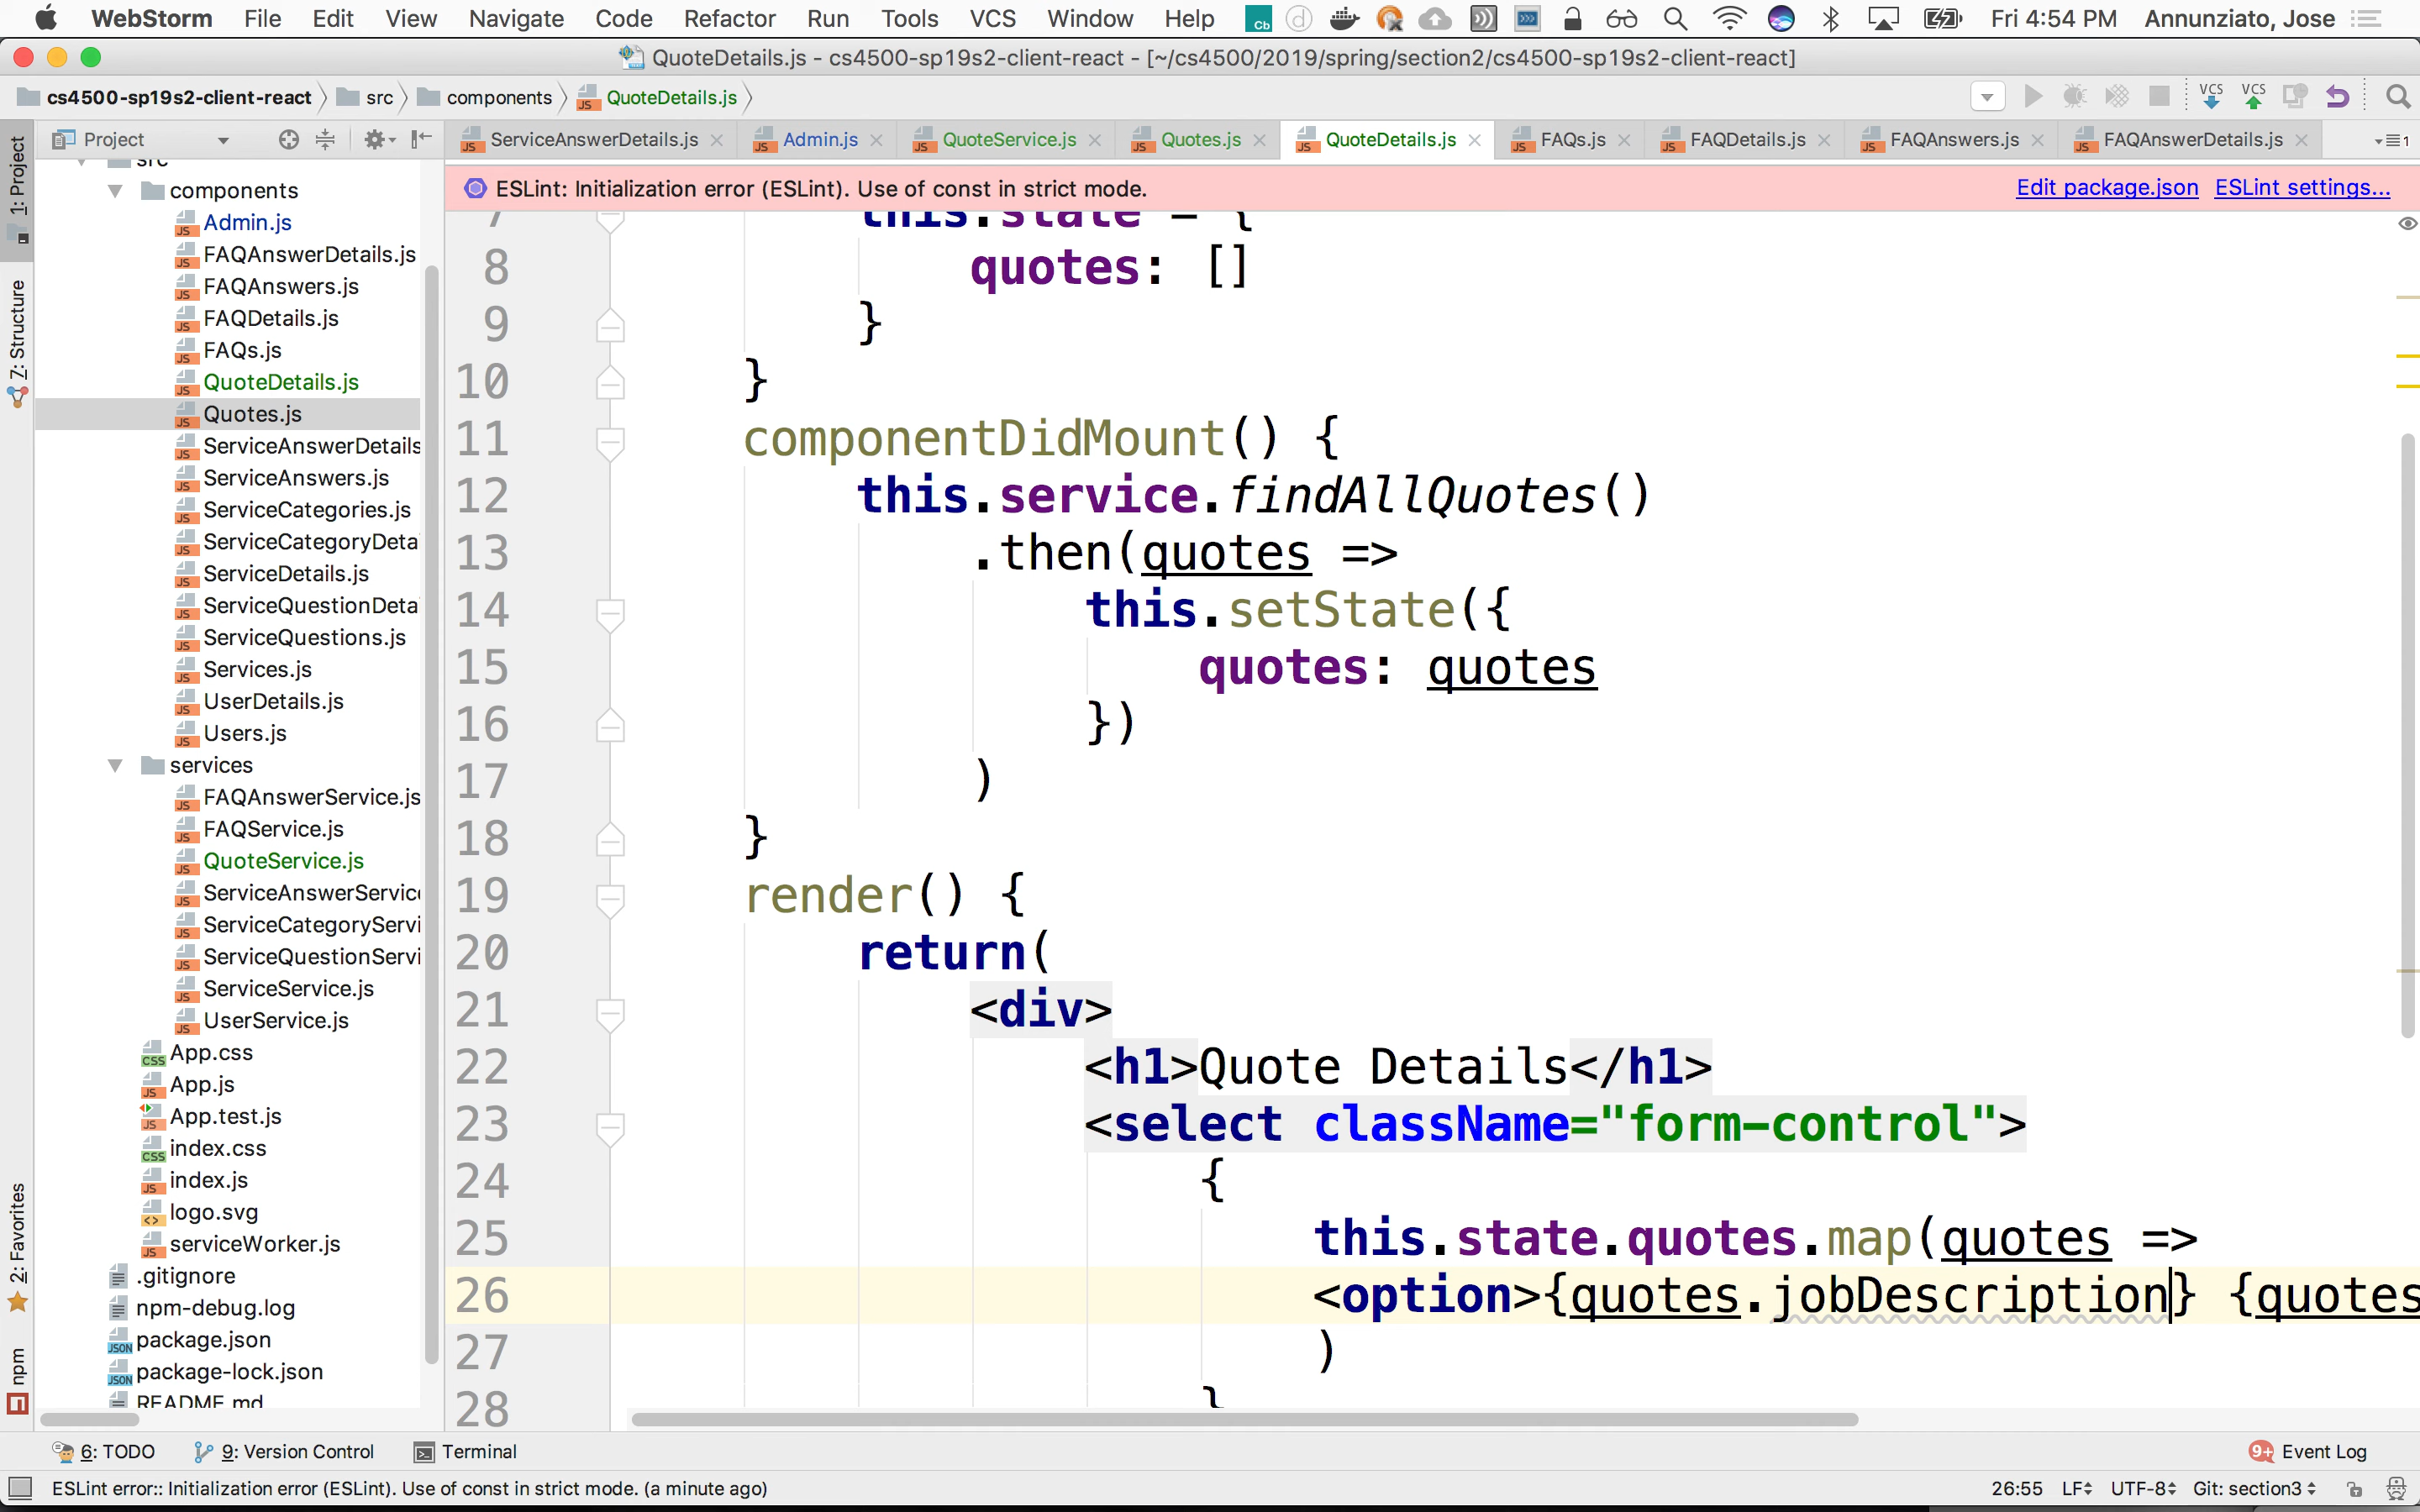 WebStorm File Edit View Navigate Code Refactor Run Tools VCS Window Help Fri 4:54 PM Annunziato, Jose
QuoteDetails.js - cs4500-sp19s2-client-react - [~/cs4500/2019/spring/section2/cs4500-sp19s2-client-react]
cs4500-sp19s2-client-react src components QuoteDetails.js VCS VCS
Project ServiceAnswerDetails.js Admin.js QuoteService.js Quotes.js QuoteDetails.js FAQs.js FAQDetails.js FAQAnswers.js FAQAnswerDetails.js 1
ESLint: Initialization error (ESLint). Use of const in strict mode. Edit package.json ESLint settings...
1: Project
7: Structure
2: Favorites
npm
src
components
Admin.js
FAQAnswerDetails.js
FAQAnswers.js
FAQDetails.js
FAQs.js
QuoteDetails.js
Quotes.js
ServiceAnswerDetails
ServiceAnswers.js
ServiceCategories.js
ServiceCategoryDeta
ServiceDetails.js
ServiceQuestionDeta
ServiceQuestions.js
Services.js
UserDetails.js
Users.js
services
FAQAnswerService.js
FAQService.js
QuoteService.js
ServiceAnswerServic
ServiceCategoryServi
ServiceQuestionServi
ServiceService.js
UserService.js
App.css
App.js
App.test.js
index.css
index.js
logo.svg
serviceWorker.js
.gitignore
npm-debug.log
package.json
package-lock.json
README.md
7 this.state = {
8 quotes: []
9 }
10 }
11 componentDidMount() {
12 this.service.findAllQuotes()
13 .then(quotes =>
14 this.setState({
15 quotes: quotes
16 })
17 )
18 }
19 render() {
20 return(
21 <div>
22 <h1>Quote Details</h1>
23 <select className="form-control">
24 {
25 this.state.quotes.map(quotes =>
26 <option>{quotes.jobDescription} {quotes
27 )
28 }
6: TODO 9: Version Control Terminal 9+ Event Log
ESLint error:: Initialization error (ESLint). Use of const in strict mode. (a minute ago) 26:55 LF UTF-8 Git: section3